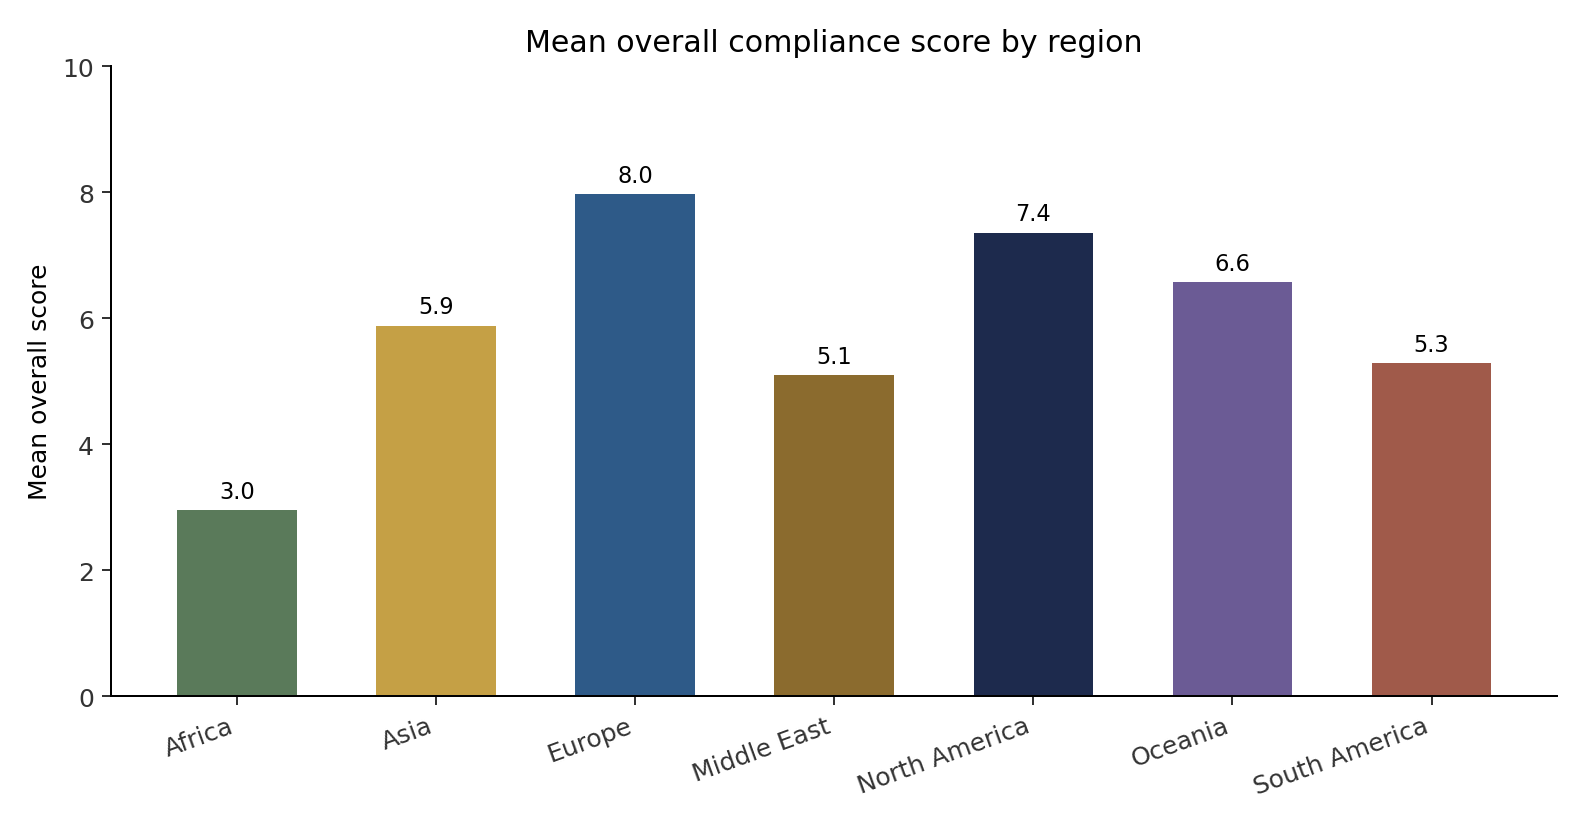 Mean overall compliance score by region
Mean overall score
10
8
6
4
2
0
3.0
5.9
8.0
5.1
7.4
6.6
5.3
Africa
Asia
Europe
Middle East
North America
Oceania
South America